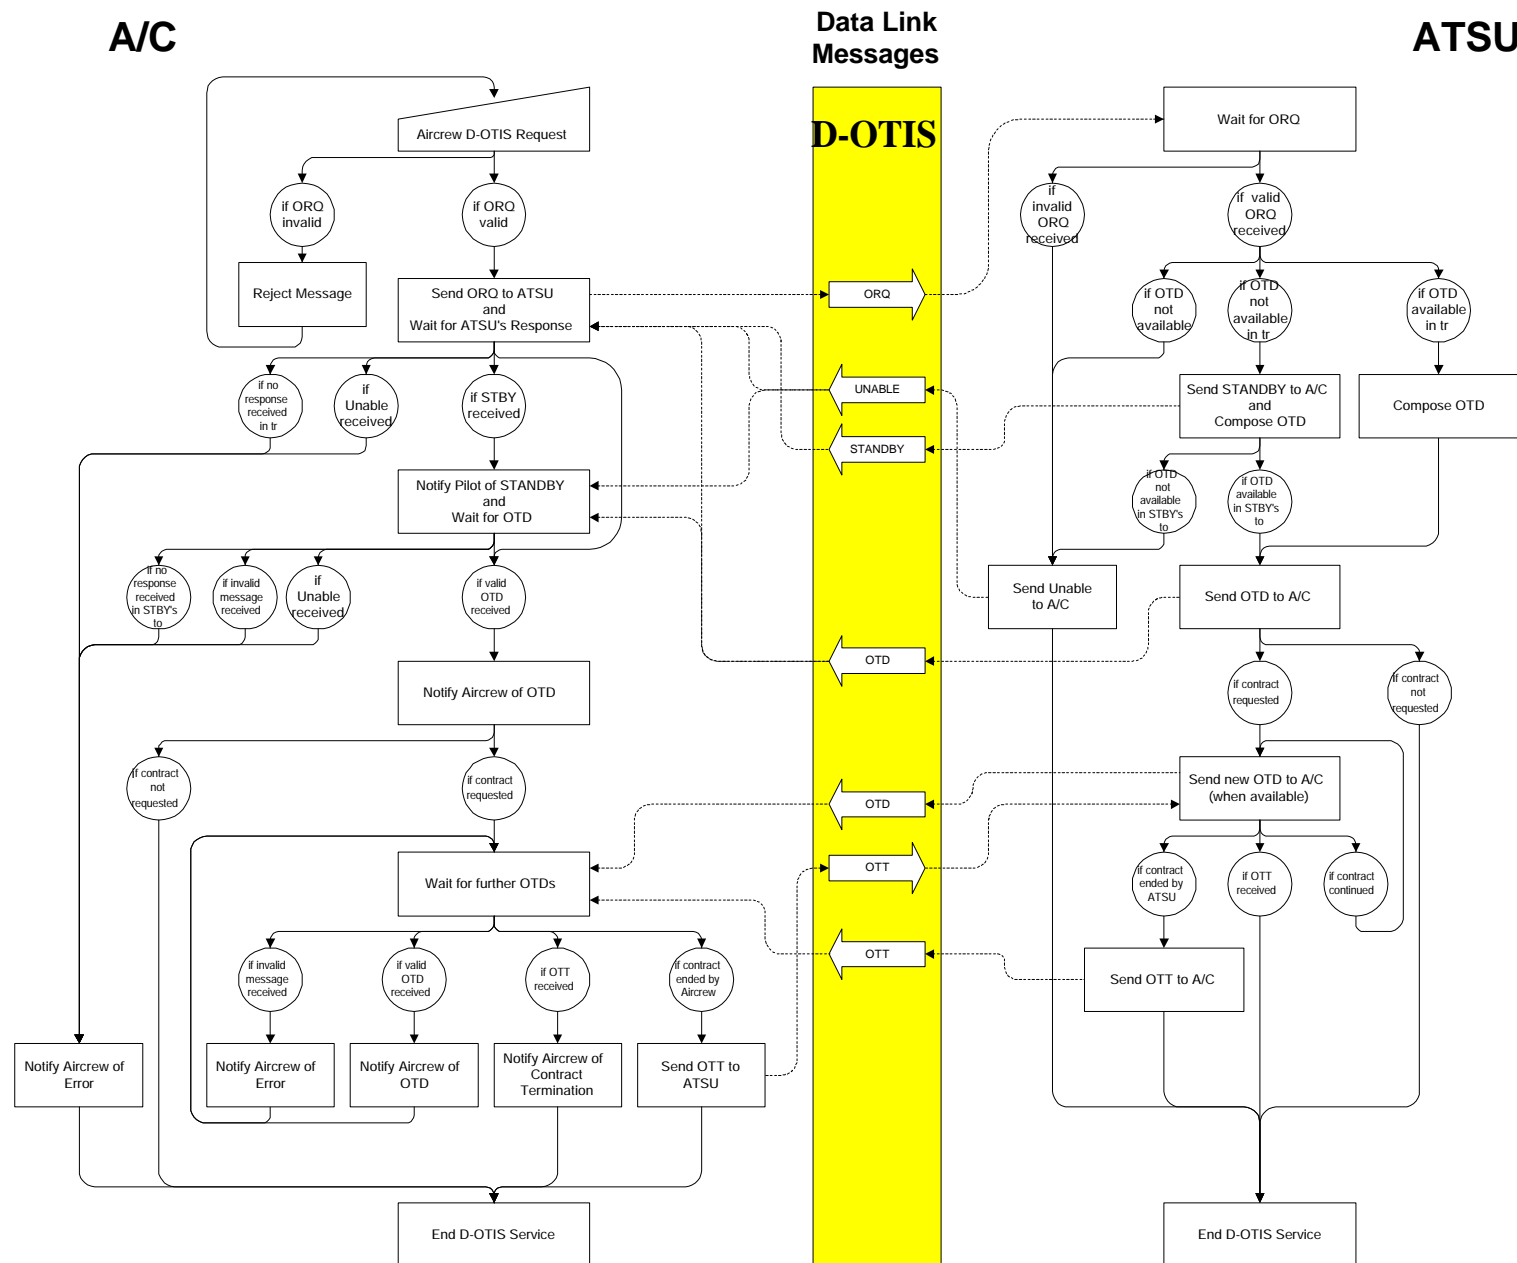 A/C
Data Link
Messages
ATSU
D-OTIS
Aircrew D-OTIS Request
if ORQ
invalid
if ORQ
valid
Reject Message
Send ORQ to ATSU
and
Wait for ATSU's Response
if no
response
received
in tr
if
Unable
received
if STBY
received
Notify Pilot of STANDBY
and
Wait for OTD
if no
response
received
in STBY's
to
if invalid
message
received
if
Unable
received
if valid
OTD
received
Notify Aircrew of OTD
if contract
not
requested
if contract
requested
Wait for further OTDs
if invalid
message
received
if valid
OTD
received
if OTT
received
if contract
ended by
Aircrew
Notify Aircrew of
Error
Notify Aircrew of
Error
Notify Aircrew of
OTD
Notify Aircrew of
Contract
Termination
Send OTT to
ATSU
End D-OTIS Service
ORQ
UNABLE
STANDBY
OTD
OTD
OTT
OTT
Wait for ORQ
if
invalid
ORQ
received
if valid
ORQ
received
if OTD
not
available
if OTD
not
available
in tr
if OTD
available
in tr
Send STANDBY to A/C
and
Compose OTD
Compose OTD
if OTD
not
available
in STBY's
to
if OTD
available
in STBY's
to
Send Unable
to A/C
Send OTD to A/C
if contract
requested
if contract
not
requested
Send new OTD to A/C
(when available)
if contract
ended by
ATSU
if OTT
received
if contract
continued
Send OTT to A/C
End D-OTIS Service